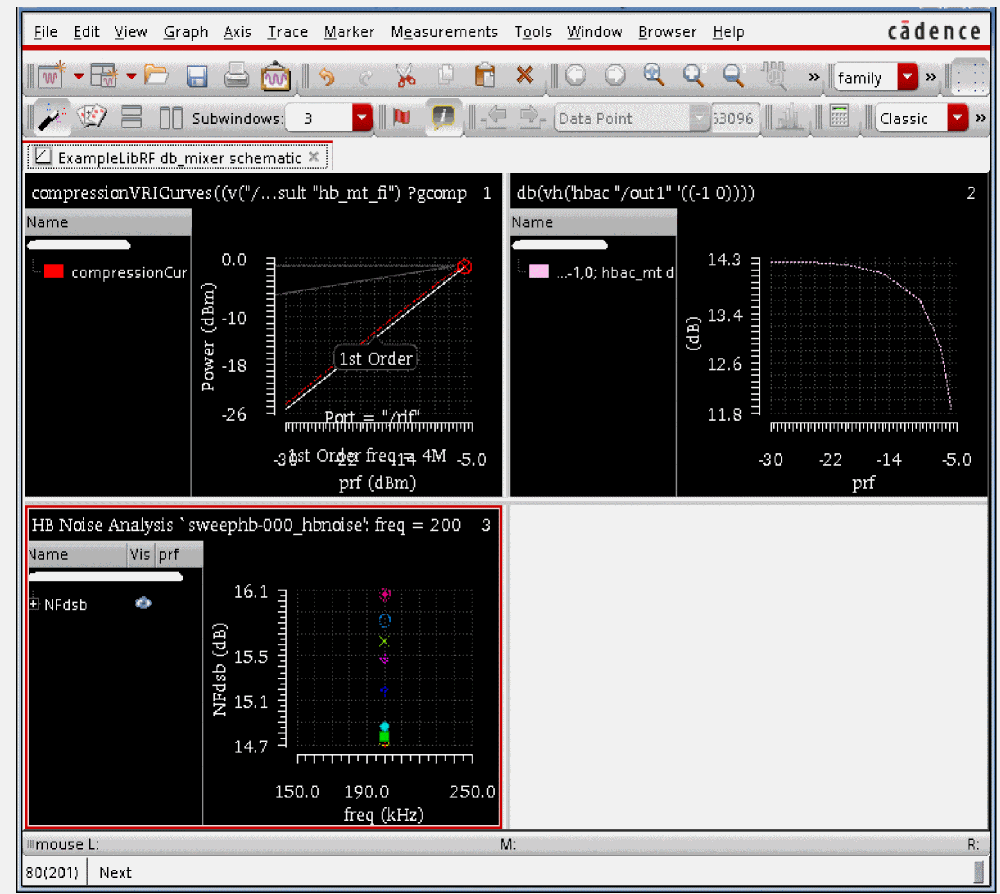 File Edit View Graph Axis Trace Marker Measurements Tools Window Browser Help cādence
» family »
Subwindows: 3 Data Point 53096 Classic »
ExampleLibRF db_mixer schematic
compressionVRICurves((v("/...sult "hb_mt_fi") ?gcomp 1
Name
compressionCur
Power (dBm)
0.0
-10
-18
-26
1st Order
Port = "/rif"
1st Order freq = 4M
-30 -22 -14 -5.0
prf (dBm)
db(vh('hbac "/out1" '((-1 0)))) 2
Name
...-1,0; hbac_mt d
(dB)
14.3
13.4
12.6
11.8
-30 -22 -14 -5.0
prf
HB Noise Analysis `sweephb-000_hbnoise': freq = 200 3
Name Vis prf
NFdsb
NFdsb (dB)
16.1
15.5
15.1
14.7
150.0 190.0 250.0
freq (kHz)
mouse L: M: R:
80(201) Next